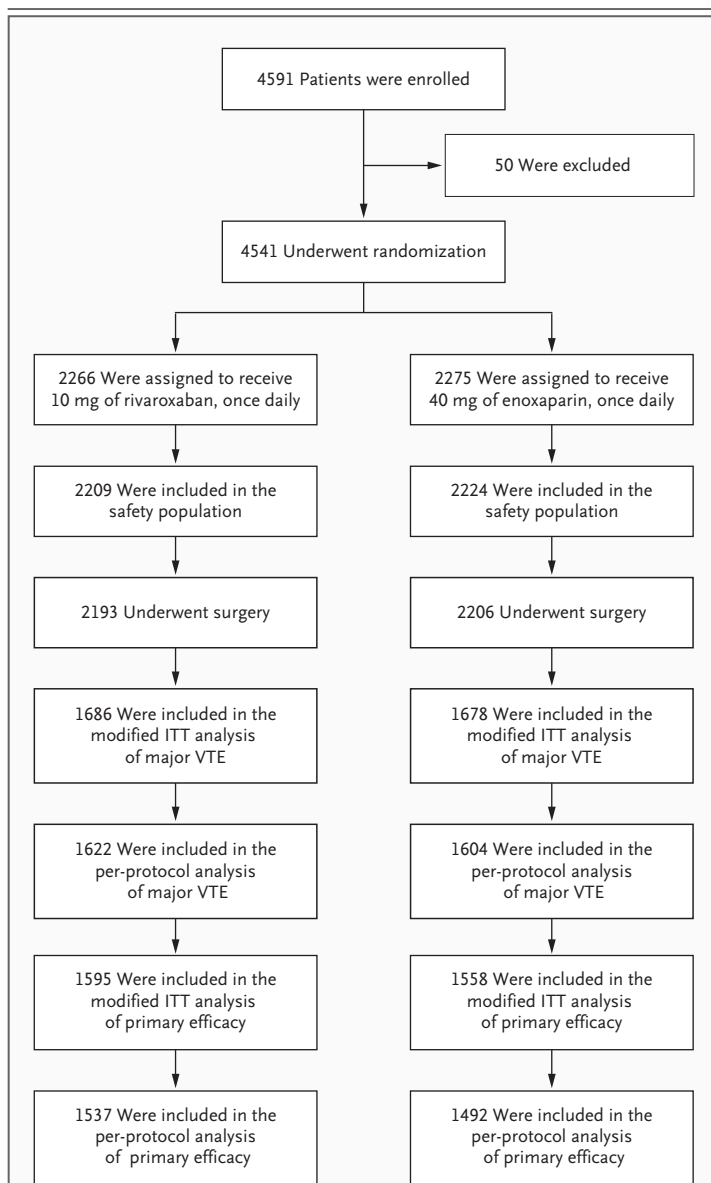 4591 Patients were enrolled
50 Were excluded
4541 Underwent randomization
2266 Were assigned to receive
10 mg of rivaroxaban, once daily
2275 Were assigned to receive
40 mg of enoxaparin, once daily
2209 Were included in the
safety population
2224 Were included in the
safety population
2193 Underwent surgery
2206 Underwent surgery
1686 Were included in the
modified ITT analysis
of major VTE
1678 Were included in the
modified ITT analysis
of major VTE
1622 Were included in the
per-protocol analysis
of major VTE
1604 Were included in the
per-protocol analysis
of major VTE
1595 Were included in the
modified ITT analysis
of primary efficacy
1558 Were included in the
modified ITT analysis
of primary efficacy
1537 Were included in the
per-protocol analysis
of primary efficacy
1492 Were included in the
per-protocol analysis
of primary efficacy